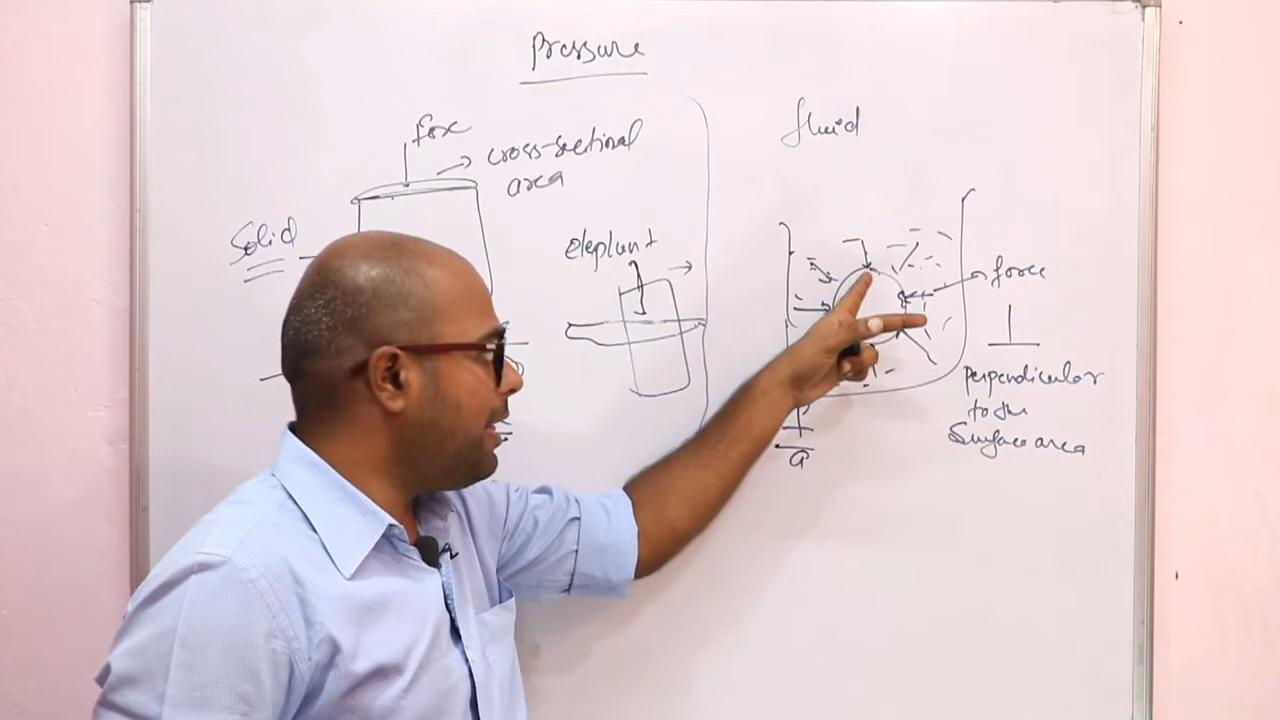 Pressure
force
cross-sectional
area
Solid
elephant
fluid
force
perpendicular
to the
Surface area
a